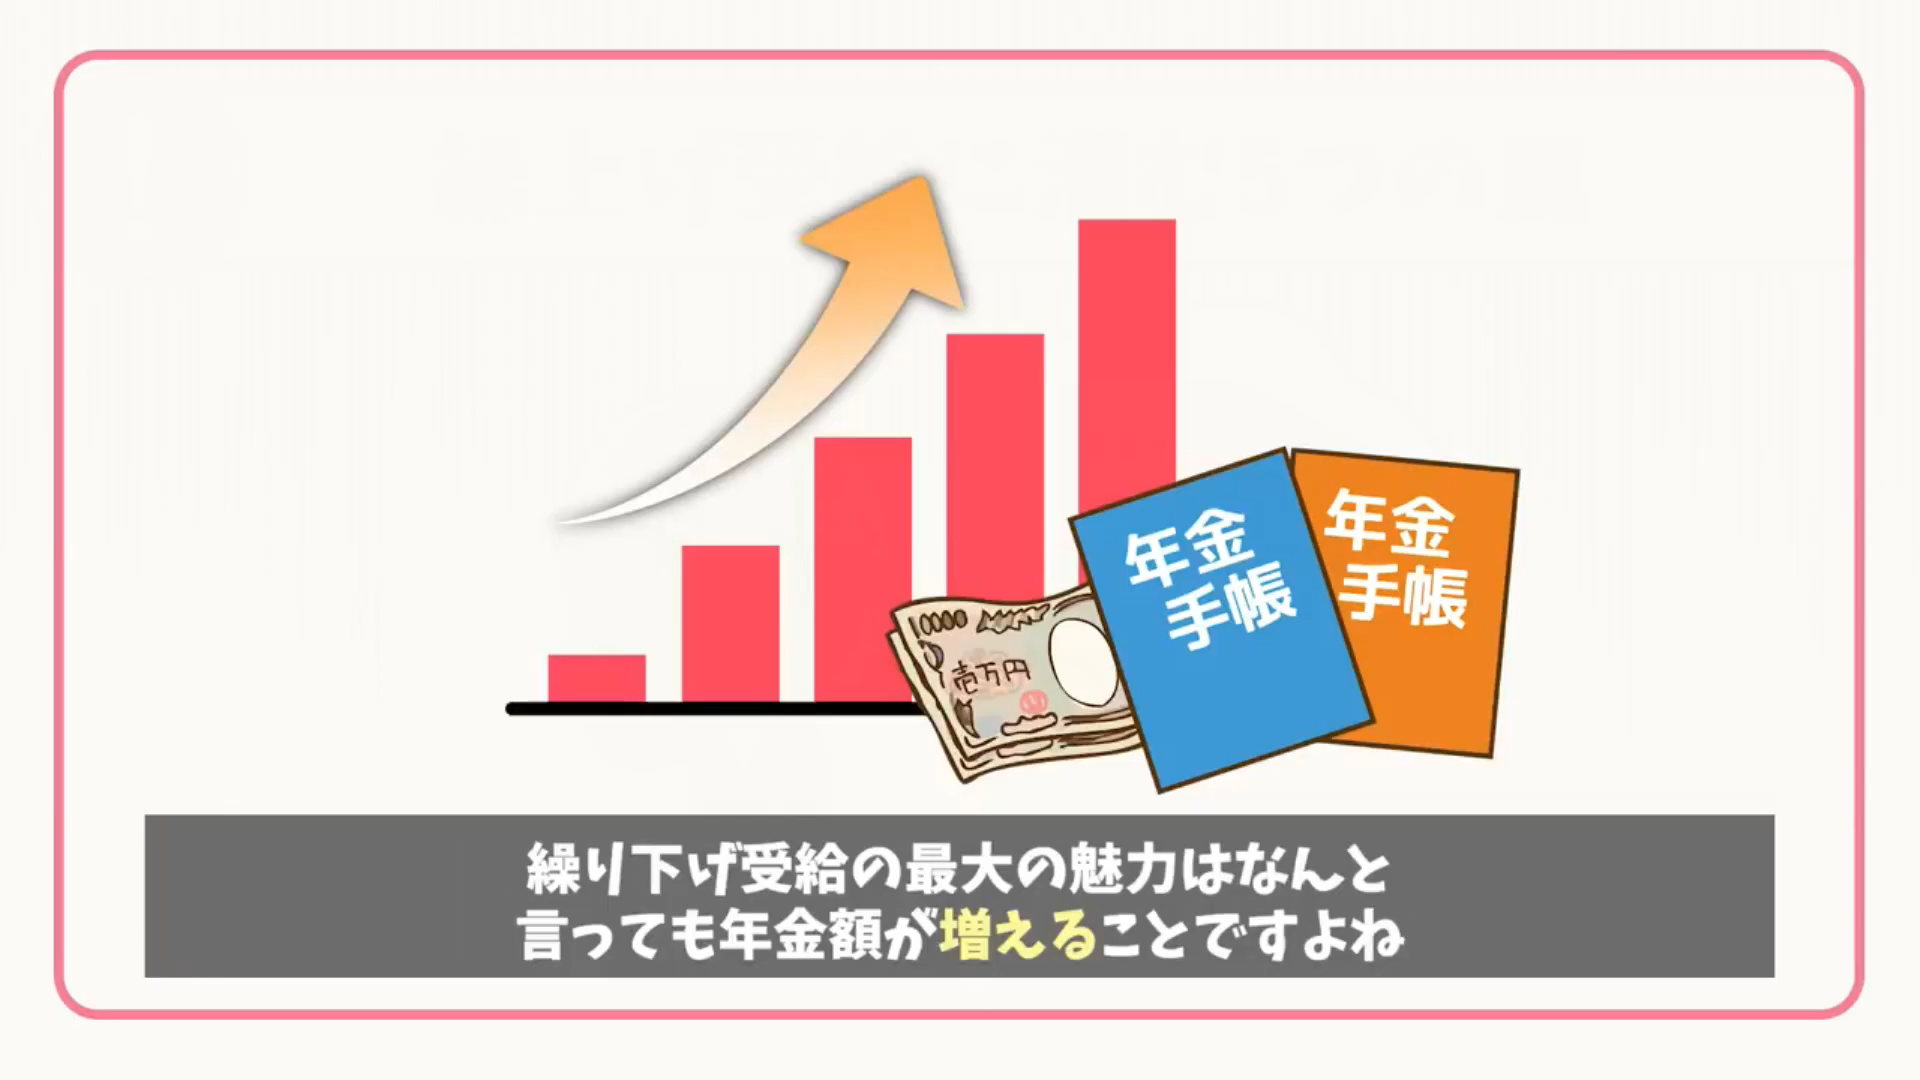 年金
手帳
年金
手帳
壱万円
繰り下げ受給の最大の魅力はなんと
言っても年金額が増えることですよね